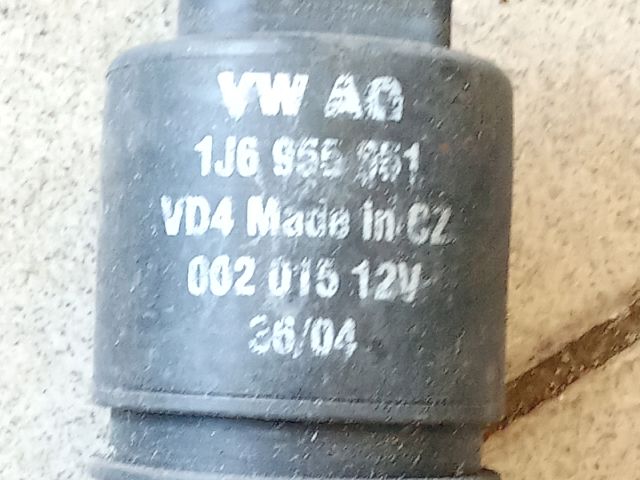 VW AG
1J6 955 651
VD4 Made in CZ
002 015 12V
36/04